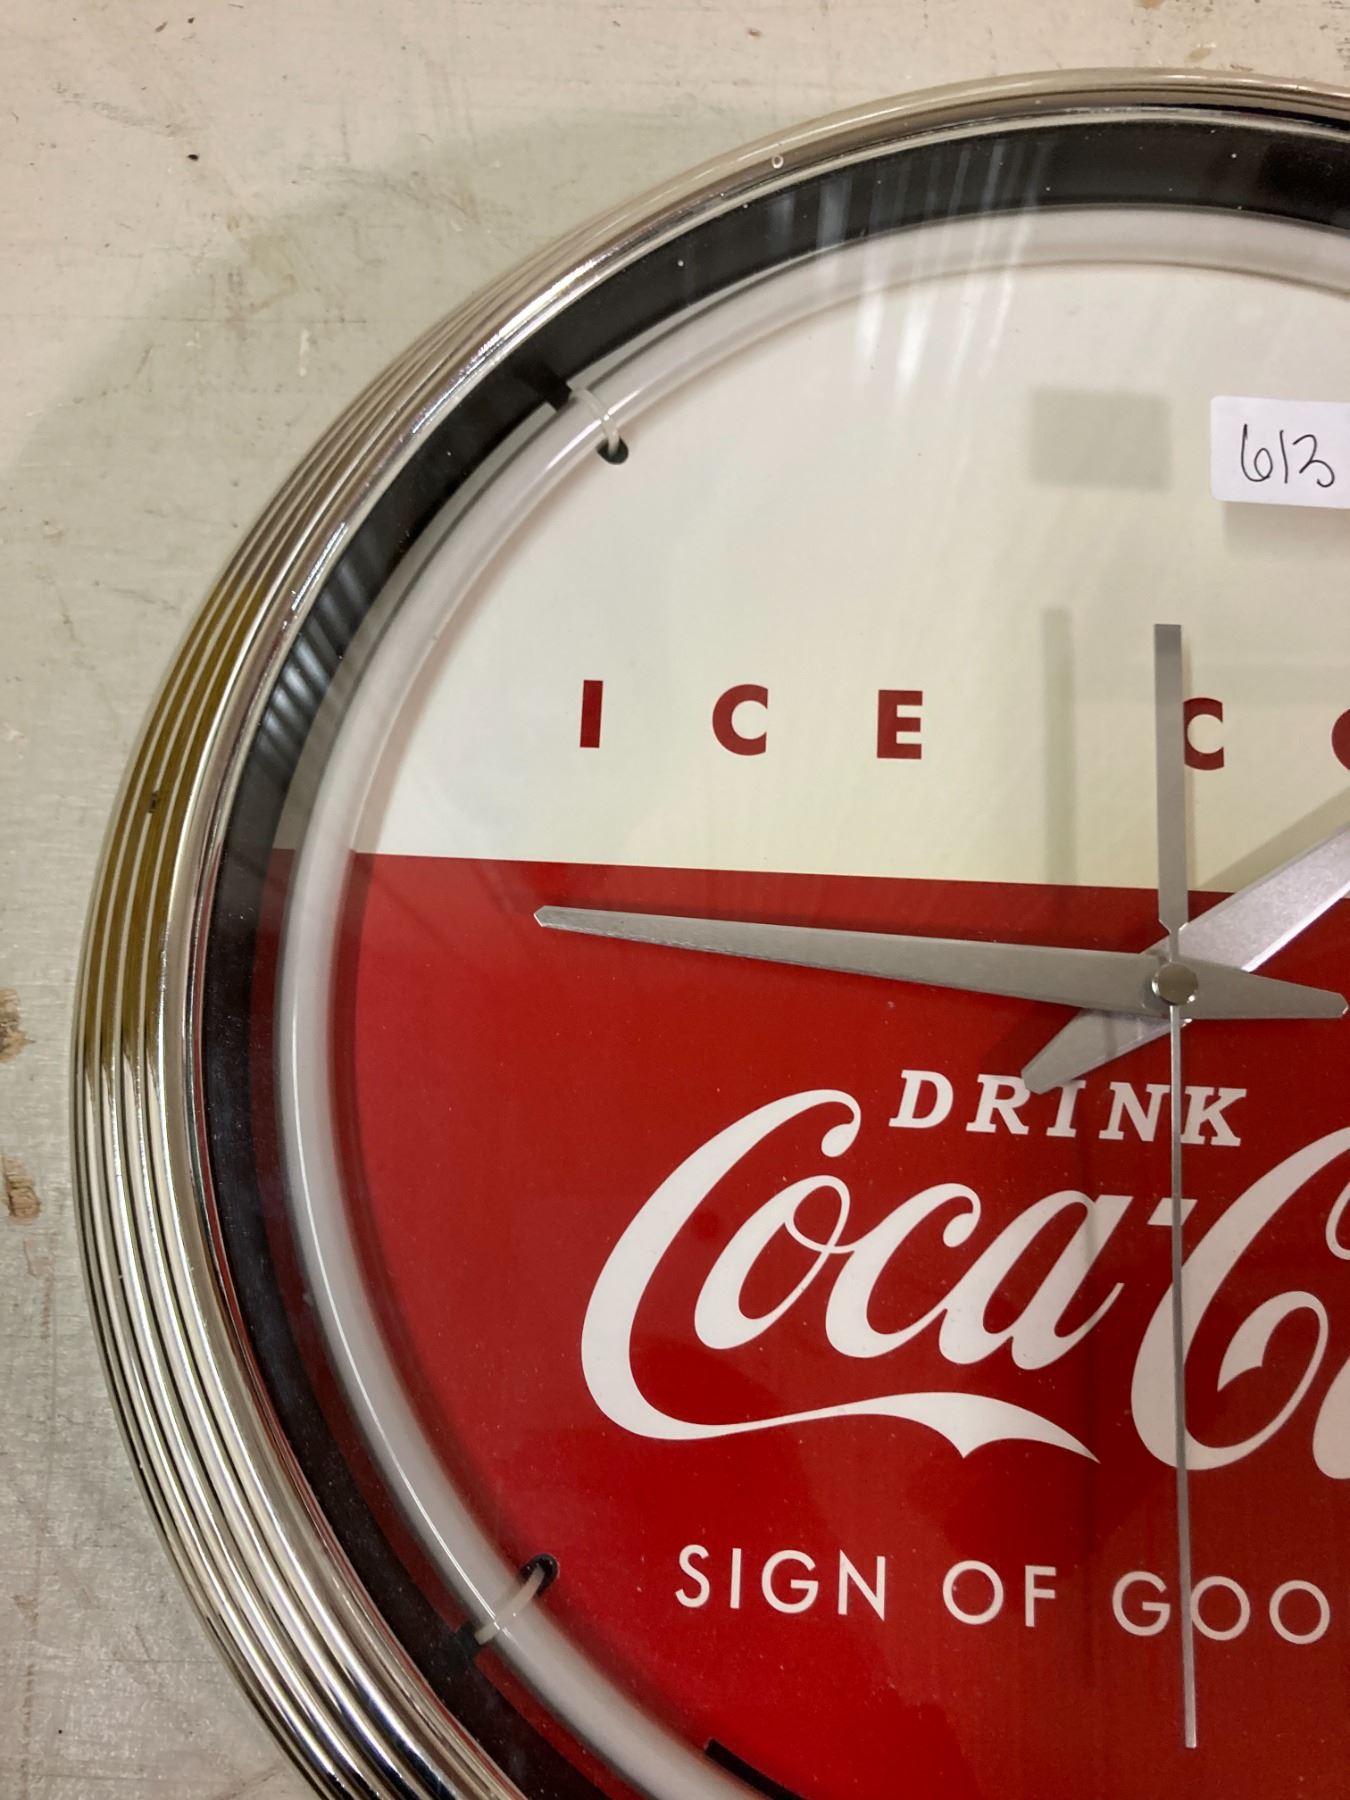 613
ICE C
DRINK
Coca-C
SIGN OF GOO